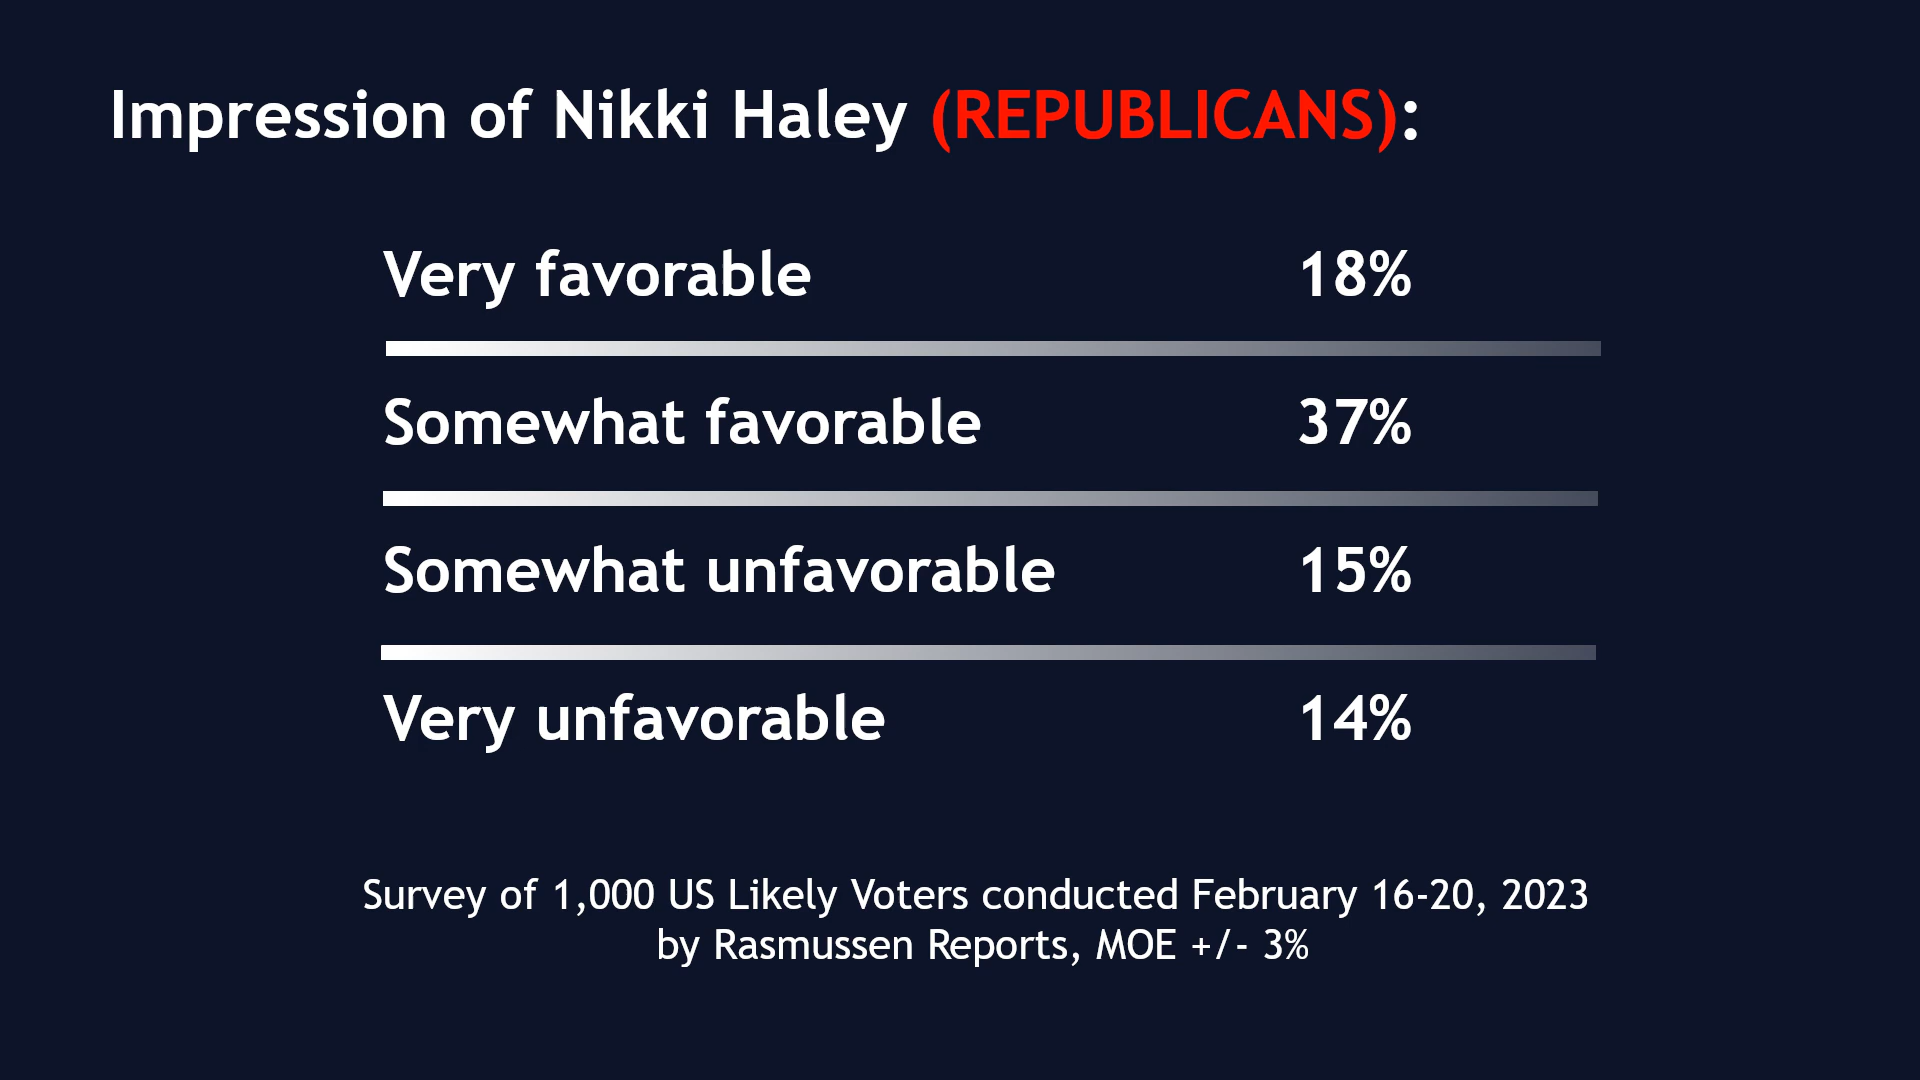 Impression of Nikki Haley (REPUBLICANS):
Very favorable 18%
Somewhat favorable 37%
Somewhat unfavorable 15%
Very unfavorable 14%
Survey of 1,000 US Likely Voters conducted February 16-20, 2023
by Rasmussen Reports, MOE +/- 3%